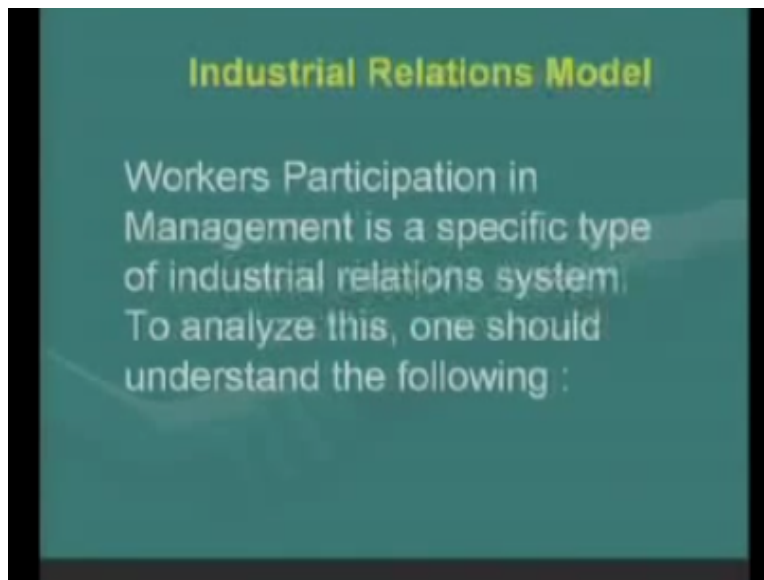 Industrial Relations Model
Workers Participation in
Management is a specific type
of industrial relations system.
To analyze this, one should
understand the following :